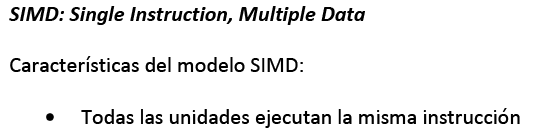 SIMD: Single Instruction, Multiple Data
Características del modelo SIMD:
• Todas las unidades ejecutan la misma instrucción